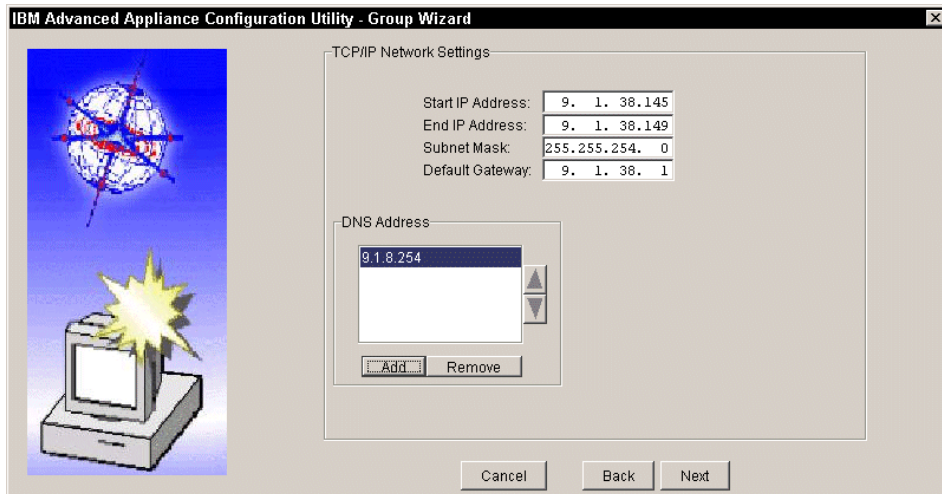 IBM Advanced Appliance Configuration Utility - Group Wizard
TCP/IP Network Settings
Start IP Address: 9. 1. 38.145
End IP Address: 9. 1. 38.149
Subnet Mask: 255.255.254. 0
Default Gateway: 9. 1. 38. 1
DNS Address
9.1.8.254
Add Remove
Cancel Back Next